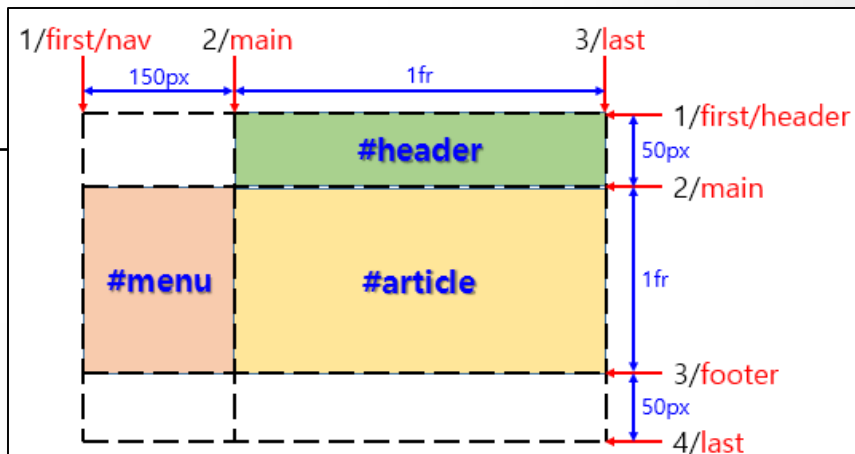 1/first/nav
2/main
3/last
150px
1fr
1/first/header
#header
50px
2/main
#menu
#article
1fr
3/footer
50px
4/last